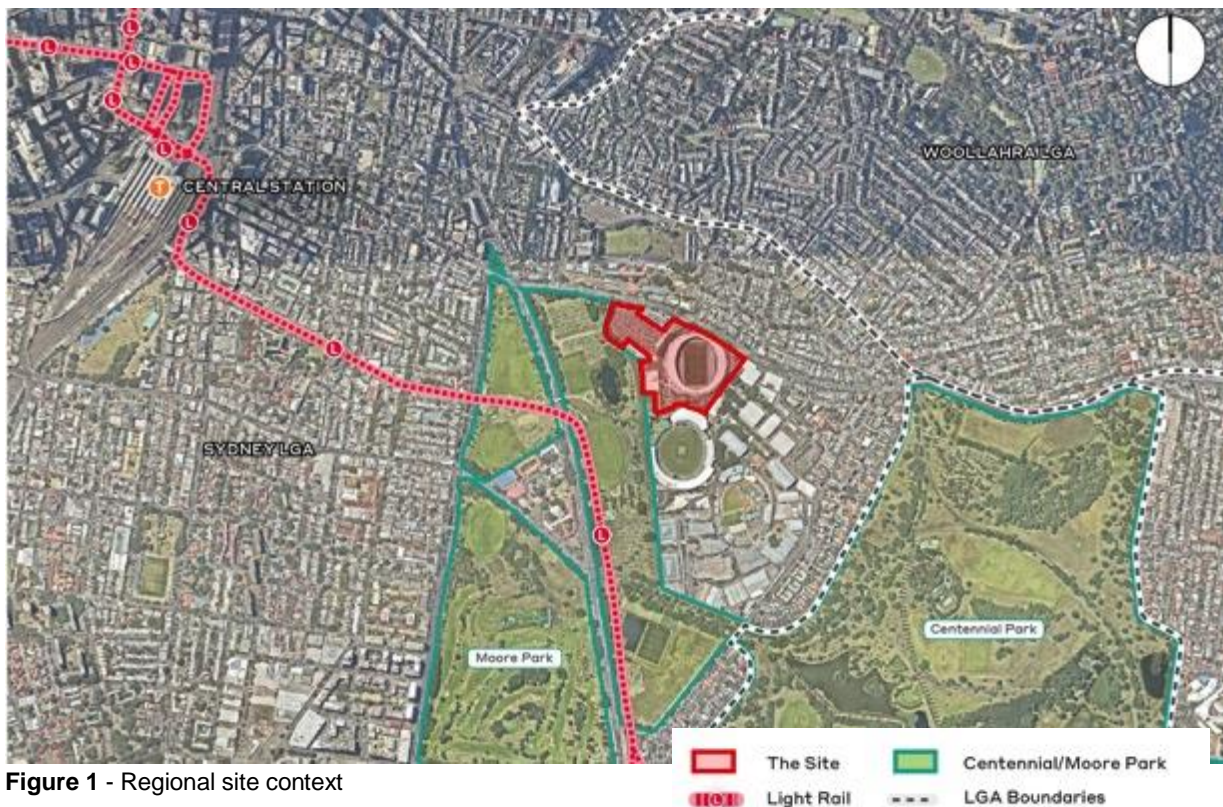 L
L
L
L
L
WOOLLAHRA LGA
T CENTRAL STATION
L
L
SYDNEY LGA
L
Centennial Park
Moore Park
The Site
Centennial/Moore Park
L Light Rail
LGA Boundaries
Figure 1 - Regional site context